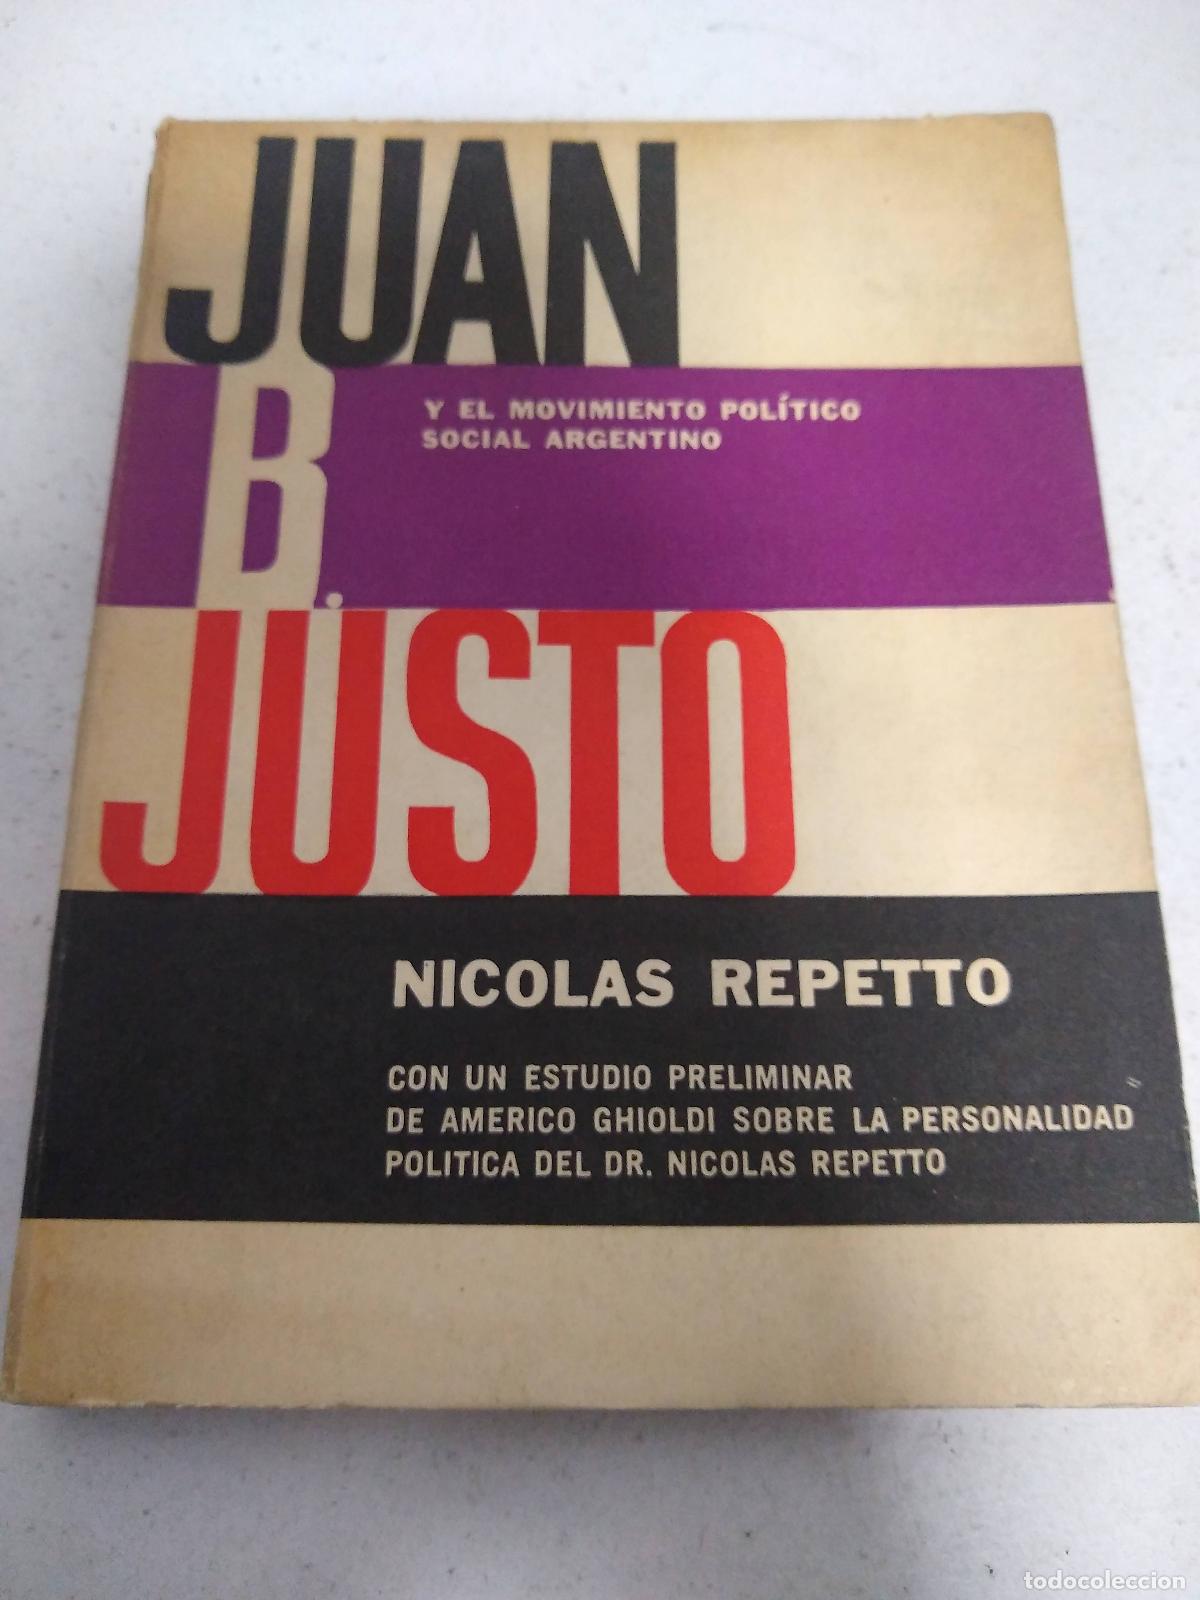 JUAN
B.
Y EL MOVIMIENTO POLÍTICO
SOCIAL ARGENTINO
JUSTO
NICOLAS REPETTO
CON UN ESTUDIO PRELIMINAR
DE AMERICO GHIOLDI SOBRE LA PERSONALIDAD
POLITICA DEL DR. NICOLAS REPETTO
todocoleccion